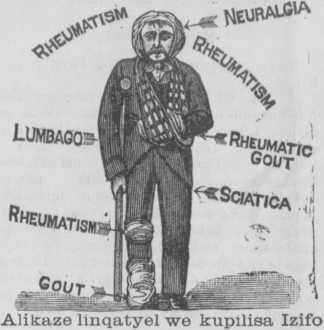 RHEUMATISM
NEURALGIA
RHEUMATISM
LUMBAGO
RHEUMATIC
GOUT
SCIATICA
RHEUMATISM
GOUT
Alikaze linqatyel we kupilisa Izifo